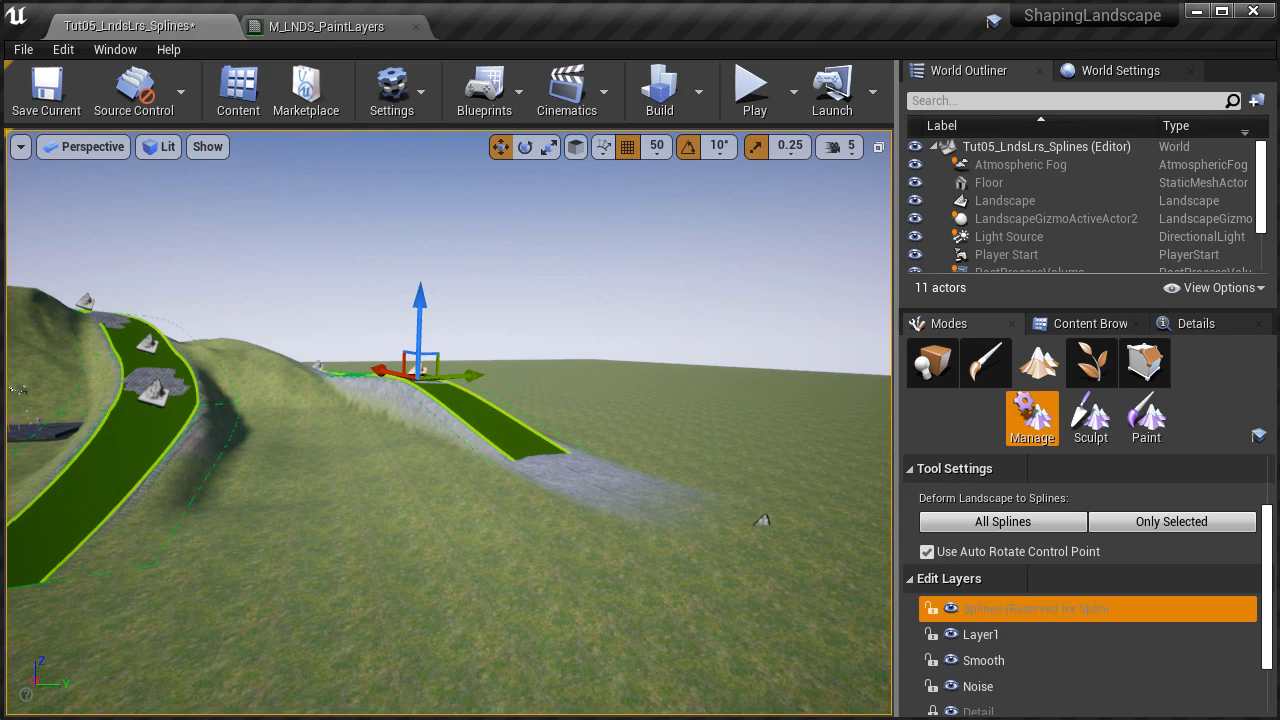 Tut05_LndsLrs_Splines*
M_LNDS_PaintLayers
ShapingLandscape
File Edit Window Help
Save Current
Source Control
Content
Marketplace
Settings
Blueprints
Cinematics
Build
Play
Launch
Perspective
Lit
Show
50
10°
0.25
5
Z
Y
World Outliner
World Settings
Search...
Label Type
Tut05_LndsLrs_Splines (Editor) World
Atmospheric Fog AtmosphericFog
Floor StaticMeshActor
Landscape Landscape
LandscapeGizmoActiveActor2 LandscapeGizmo
Light Source DirectionalLight
Player Start PlayerStart
11 actors
View Options
Modes
Content Brow
Details
Manage
Sculpt
Paint
Tool Settings
Deform Landscape to Splines:
All Splines
Only Selected
Use Auto Rotate Control Point
Edit Layers
Splines (Reserved for Splin
Layer1
Smooth
Noise
Detail